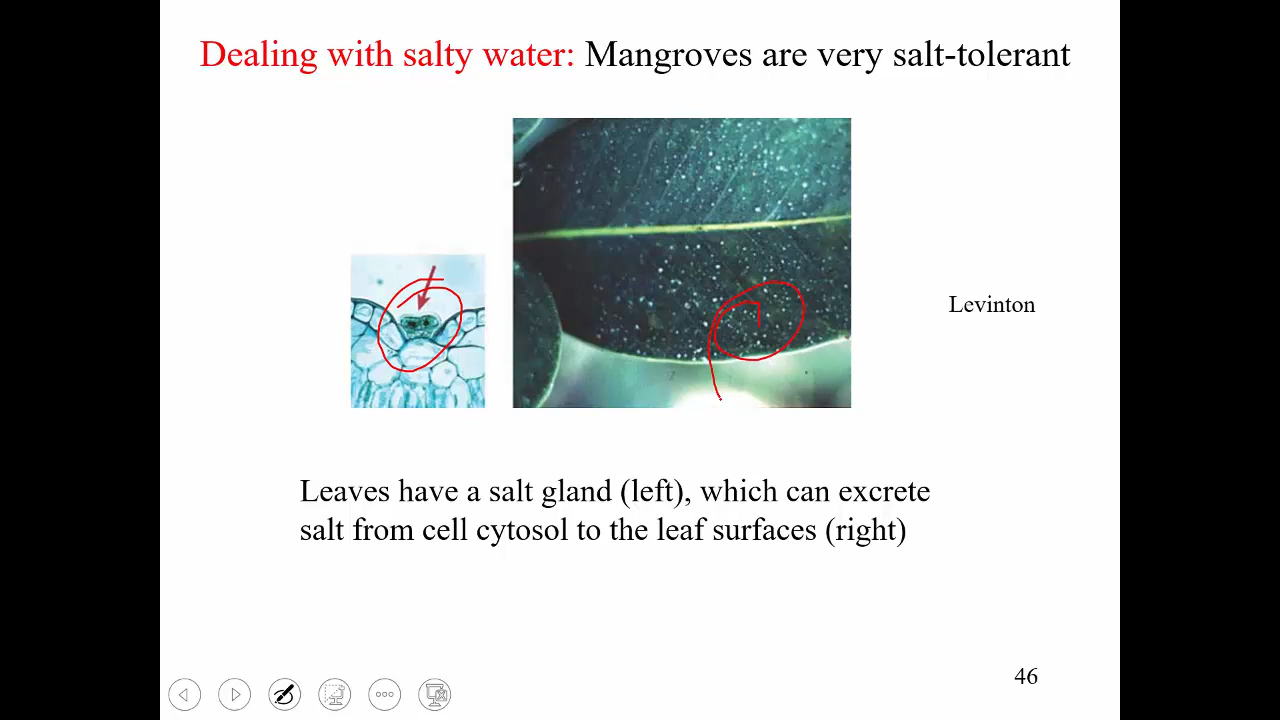 Dealing with salty water: Mangroves are very salt-tolerant
Levinton
Leaves have a salt gland (left), which can excrete
salt from cell cytosol to the leaf surfaces (right)
46